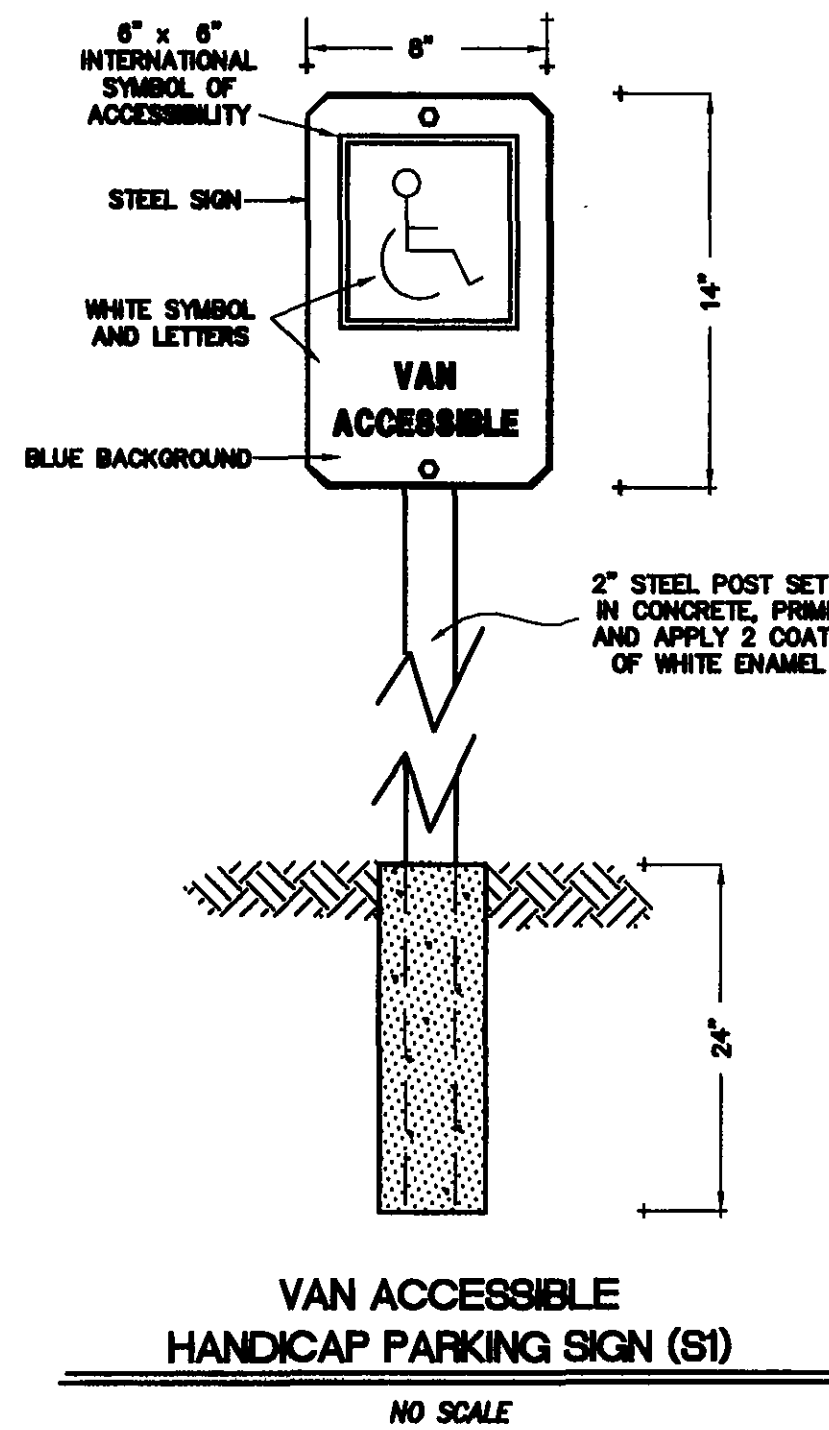 6" x 6"
INTERNATIONAL
SYMBOL OF
ACCESSIBILITY
8"
STEEL SIGN
14"
WHITE SYMBOL
AND LETTERS
VAN
ACCESSIBLE
BLUE BACKGROUND
2" STEEL POST SET
IN CONCRETE, PRIM
AND APPLY 2 COAT
OF WHITE ENAMEL
24"
VAN ACCESSIBLE
HANDICAP PARKING SIGN (S1)
NO SCALE